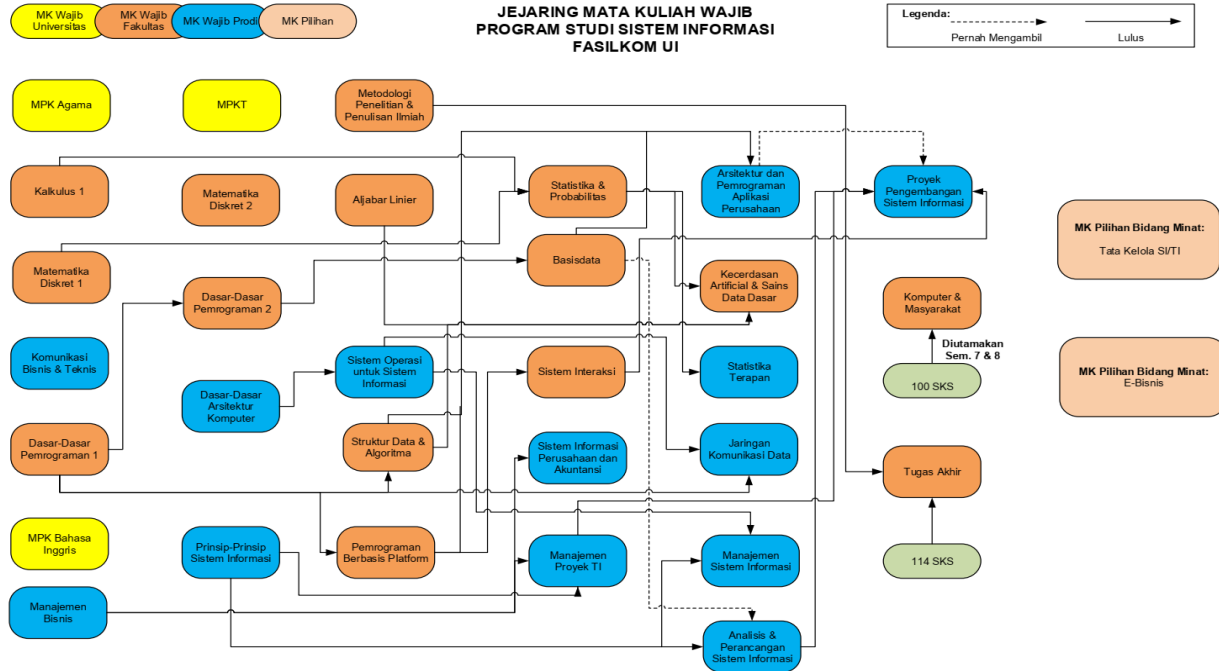 MK Wajib
Universitas
MK Wajib
Fakultas
MK Wajib Prodi
MK Pilihan
JEJARING MATA KULIAH WAJIB
PROGRAM STUDI SISTEM INFORMASI
FASILKOM UI
Legenda:
Pernah Mengambil
Lulus
MPK Agama
MPKT
Metodologi
Penelitian &
Penulisan Ilmiah
Kalkulus 1
Matematika
Diskret 2
Aljabar Linier
Statistika &
Probabilitas
Arsitektur dan
Pemrograman
Aplikasi
Perusahaan
Proyek
Pengembangan
Sistem Informasi
MK Pilihan Bidang Minat:
Tata Kelola SI/TI
Matematika
Diskret 1
Dasar-Dasar
Pemrograman 2
Basisdata
Kecerdasan
Artificial & Sains
Data Dasar
Komputer &
Masyarakat
Diutamakan
Sem. 7 & 8
Komunikasi
Bisnis & Teknis
Dasar-Dasar
Arsitektur
Komputer
Sistem Operasi
untuk Sistem
Informasi
Sistem Interaksi
Statistika
Terapan
100 SKS
MK Pilihan Bidang Minat:
E-Bisnis
Dasar-Dasar
Pemrograman 1
Struktur Data &
Algoritma
Sistem Informasi
Perusahaan dan
Akuntansi
Jaringan
Komunikasi Data
Tugas Akhir
MPK Bahasa
Inggris
Prinsip-Prinsip
Sistem Informasi
Pemrograman
Berbasis Platform
Manajemen
Proyek TI
Manajemen
Sistem Informasi
114 SKS
Manajemen
Bisnis
Analisis &
Perancangan
Sistem Informasi